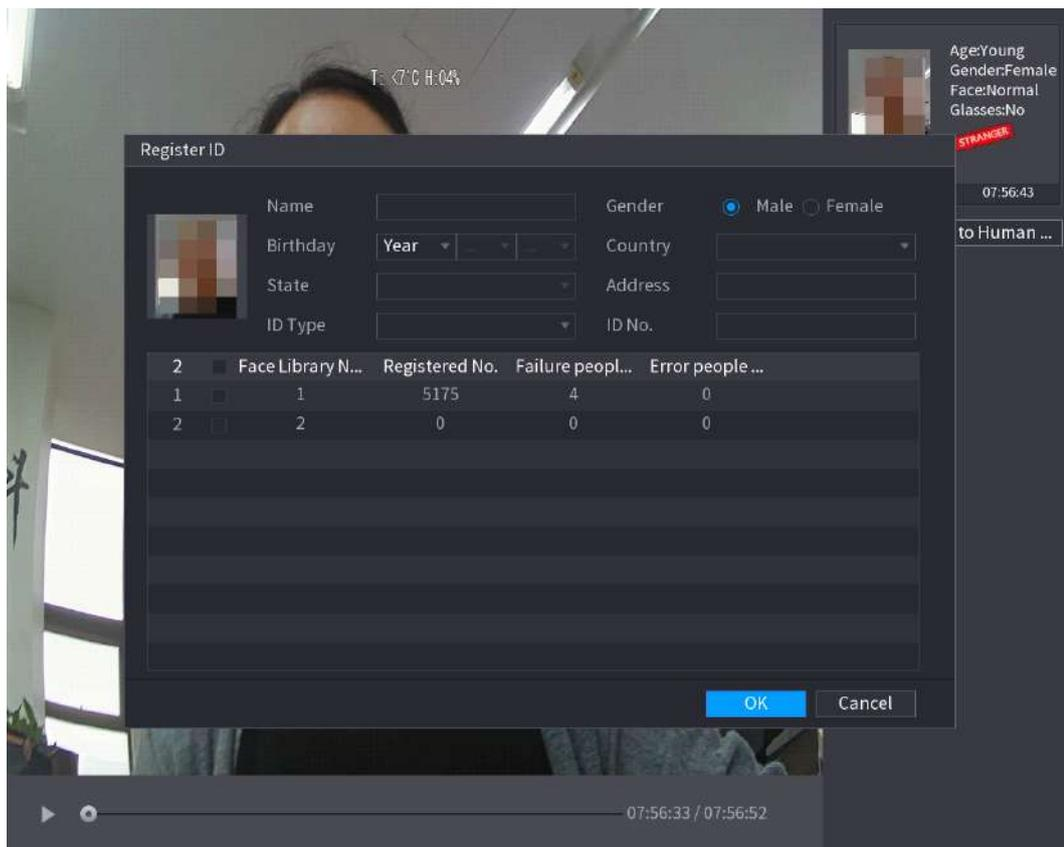 T: <7°C H:04%
Age:Young
Gender:Female
Face:Normal
Glasses:No
STRANGER
07:56:43
to Human ...
Register ID
Name
Gender Male Female
Birthday Year ... ...
Country
State
Address
ID Type
ID No.
2 Face Library N... Registered No. Failure peopl... Error people ...
1 1 5175 4 0
2 2 0 0 0
OK Cancel
07:56:33 / 07:56:52